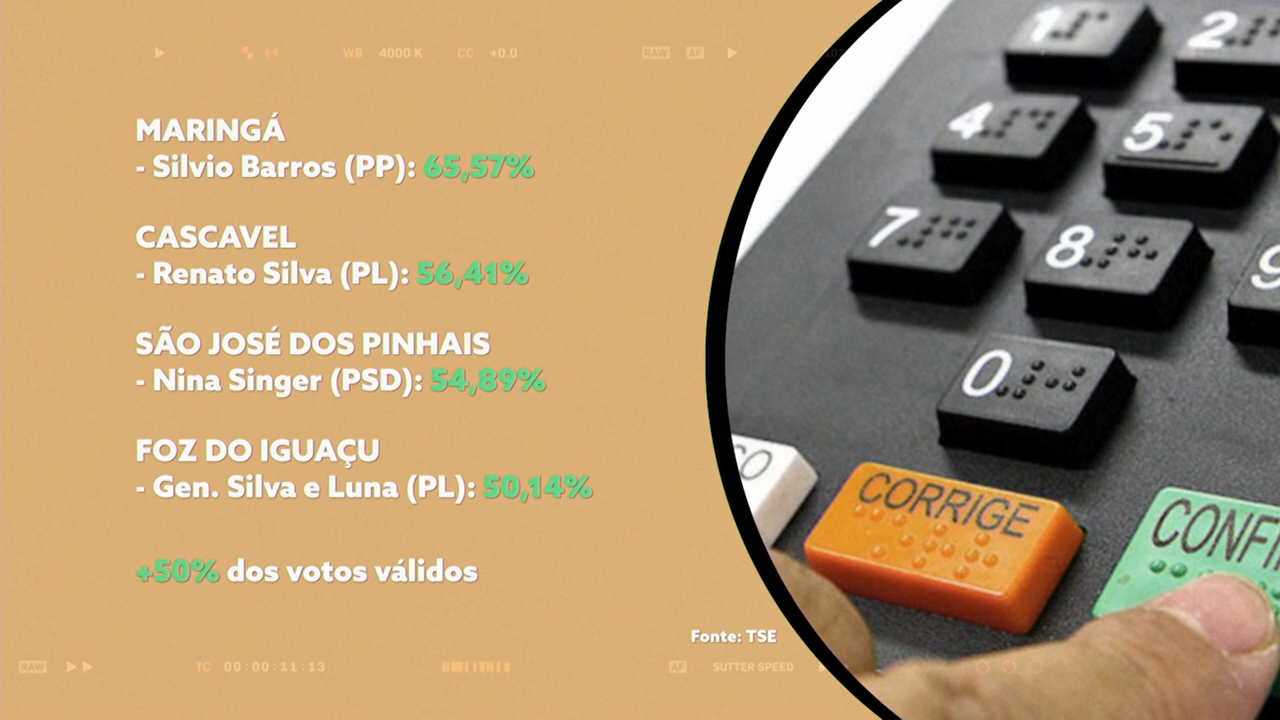 WB 4000 K CC +0.0 RAW AF
MARINGÁ
- Silvio Barros (PP): 65,57%
CASCAVEL
- Renato Silva (PL): 56,41%
SÃO JOSÉ DOS PINHAIS
- Nina Singer (PSD): 54,89%
FOZ DO IGUAÇU
- Gen. Silva e Luna (PL): 50,14%
+50% dos votos válidos
Fonte: TSE
RAW TC 00:00:11:13 AF SUTTER SPEED
1 2
4 5
7 8 9
0
CORRIGE